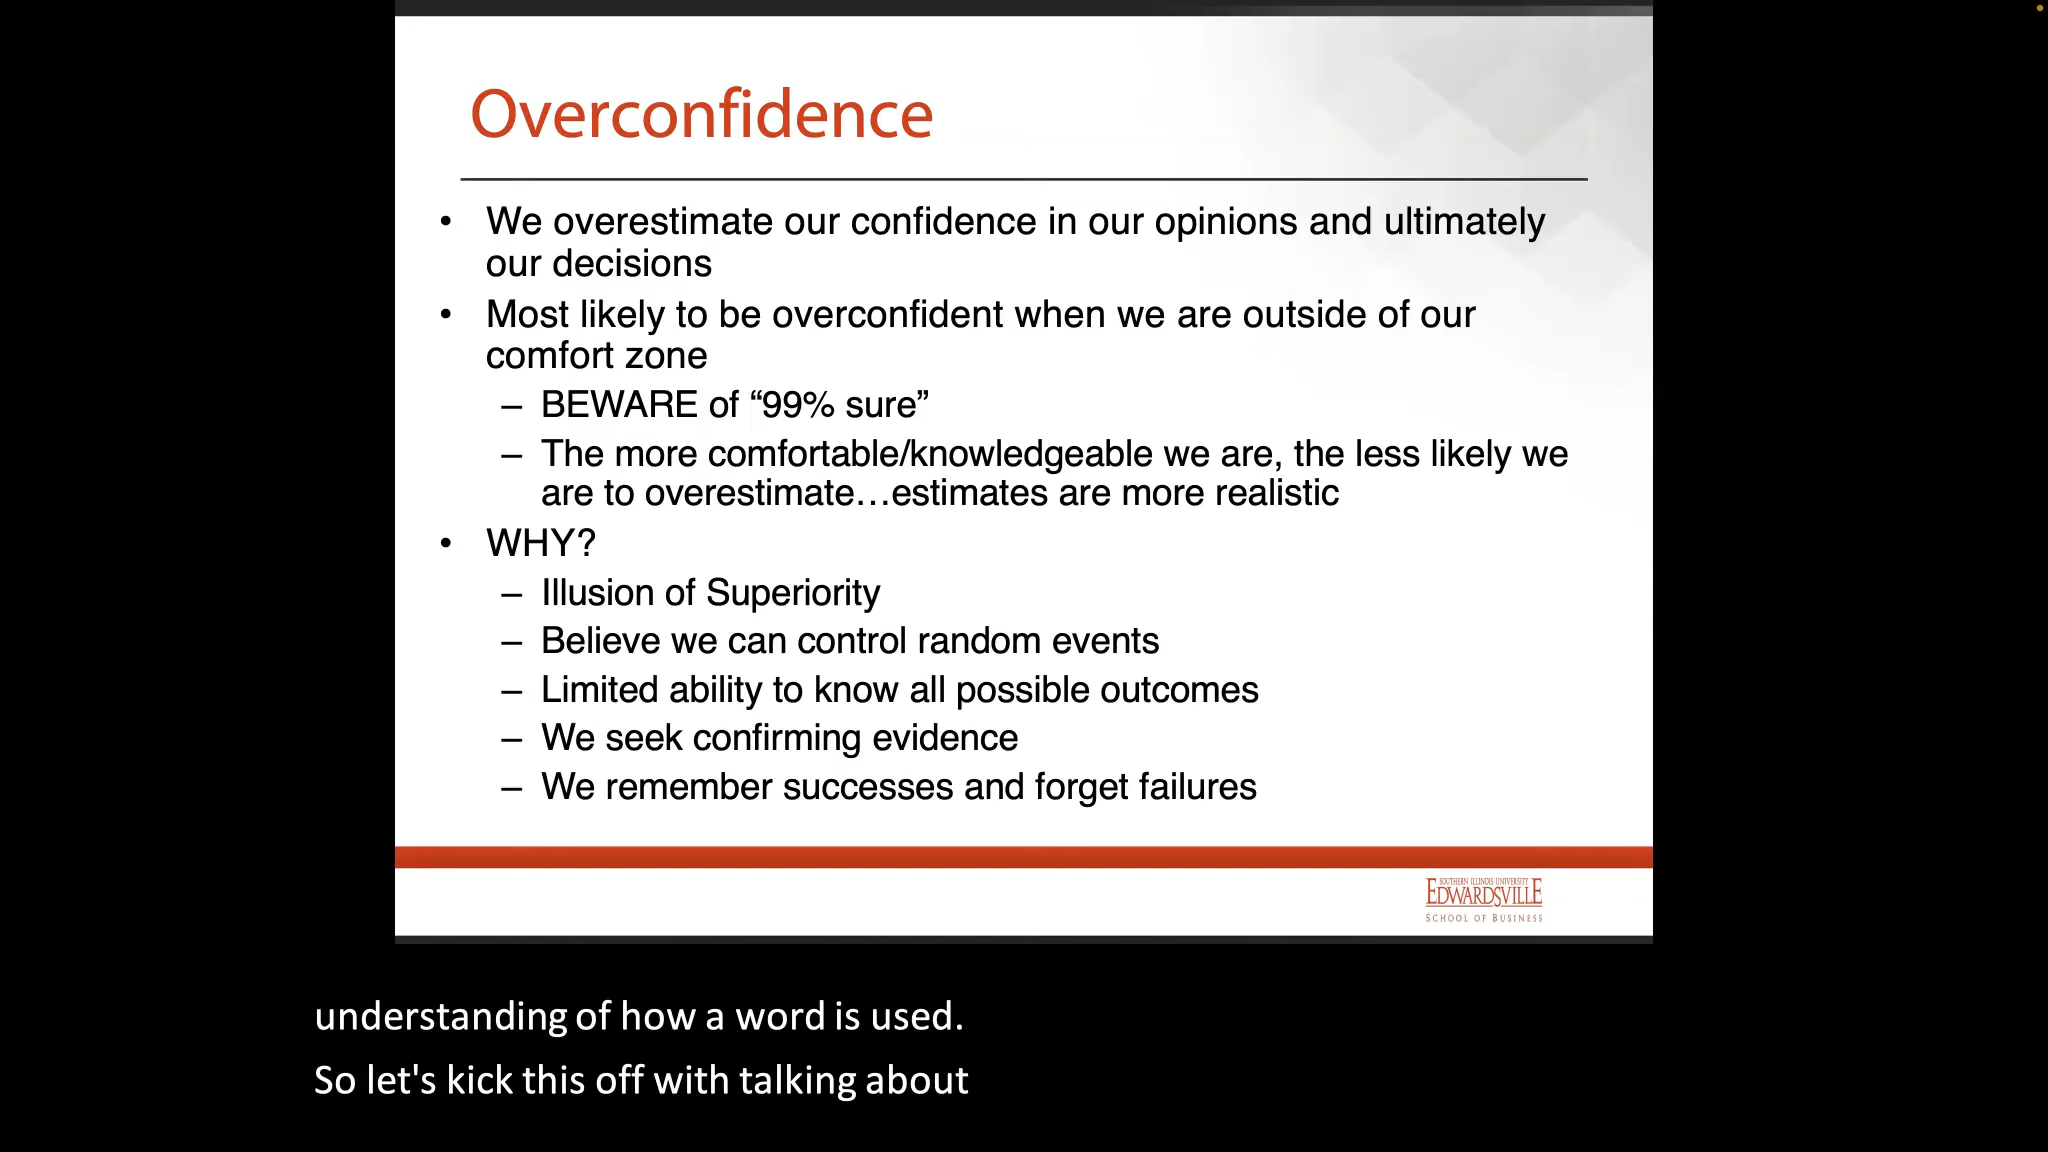 Overconfidence
• We overestimate our confidence in our opinions and ultimately
our decisions
• Most likely to be overconfident when we are outside of our
comfort zone
– BEWARE of “99% sure”
– The more comfortable/knowledgeable we are, the less likely we
are to overestimate…estimates are more realistic
• WHY?
– Illusion of Superiority
– Believe we can control random events
– Limited ability to know all possible outcomes
– We seek confirming evidence
– We remember successes and forget failures
SOUTHERN ILLINOIS UNIVERSITY
EDWARDSVILLE
SCHOOL OF BUSINESS
understanding of how a word is used.
So let's kick this off with talking about